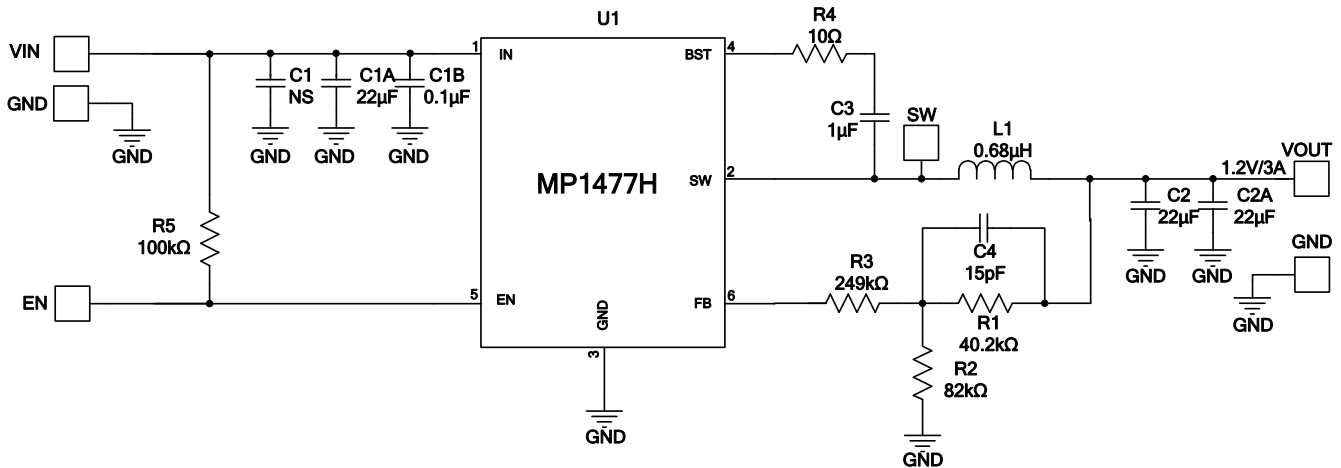 U1
VIN
GND
GND
C1
NS
GND
C1A
22μF
GND
C1B
0.1μF
GND
R5
100kΩ
EN
1
IN
5
EN
MP1477H
GND
3
GND
BST
4
SW
2
FB
6
R4
10Ω
C3
1μF
SW
L1
0.68μH
1.2V/3A
VOUT
C2
22μF
GND
C2A
22μF
GND
GND
GND
C4
15pF
R3
249kΩ
R1
40.2kΩ
R2
82kΩ
GND